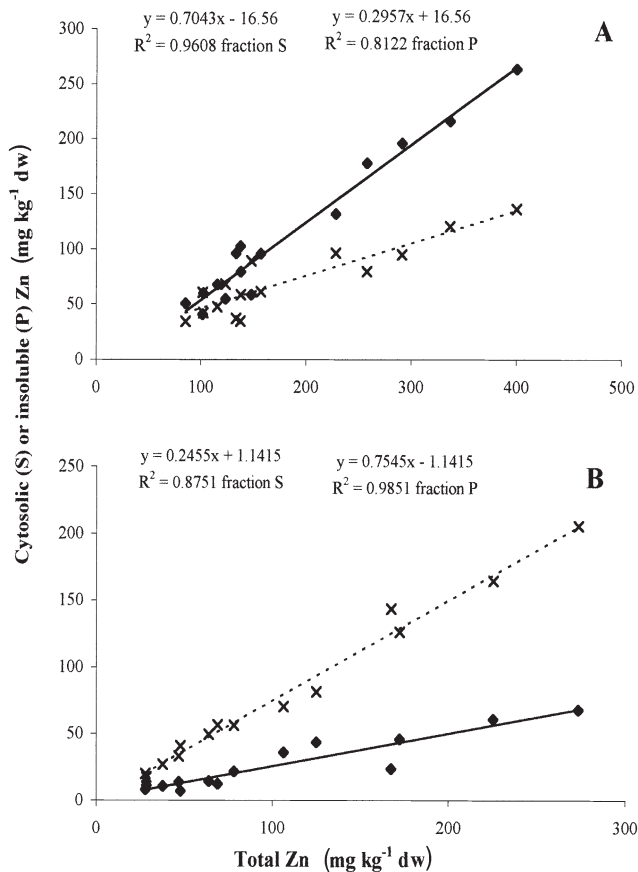 y = 0.7043x - 16.56
R² = 0.9608 fraction S
y = 0.2957x + 16.56
R² = 0.8122 fraction P
A
300
250
200
150
100
50
0
0 100 200 300 400 500
Cytosolic (S) or insoluble (P) Zn (mg kg⁻¹ dw)
y = 0.2455x + 1.1415
R² = 0.8751 fraction S
y = 0.7545x - 1.1415
R² = 0.9851 fraction P
B
250
200
150
100
50
0
0 100 200 300
Total Zn (mg kg⁻¹ dw)